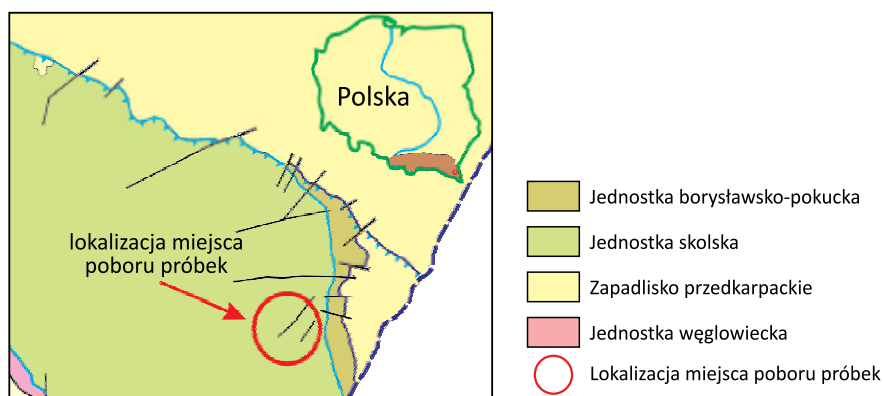 Polska
lokalizacja miejsca
poboru próbek
Jednostka borysławsko-pokucka
Jednostka skolska
Zapadlisko przedkarpackie
Jednostka węglowiecka
Lokalizacja miejsca poboru próbek